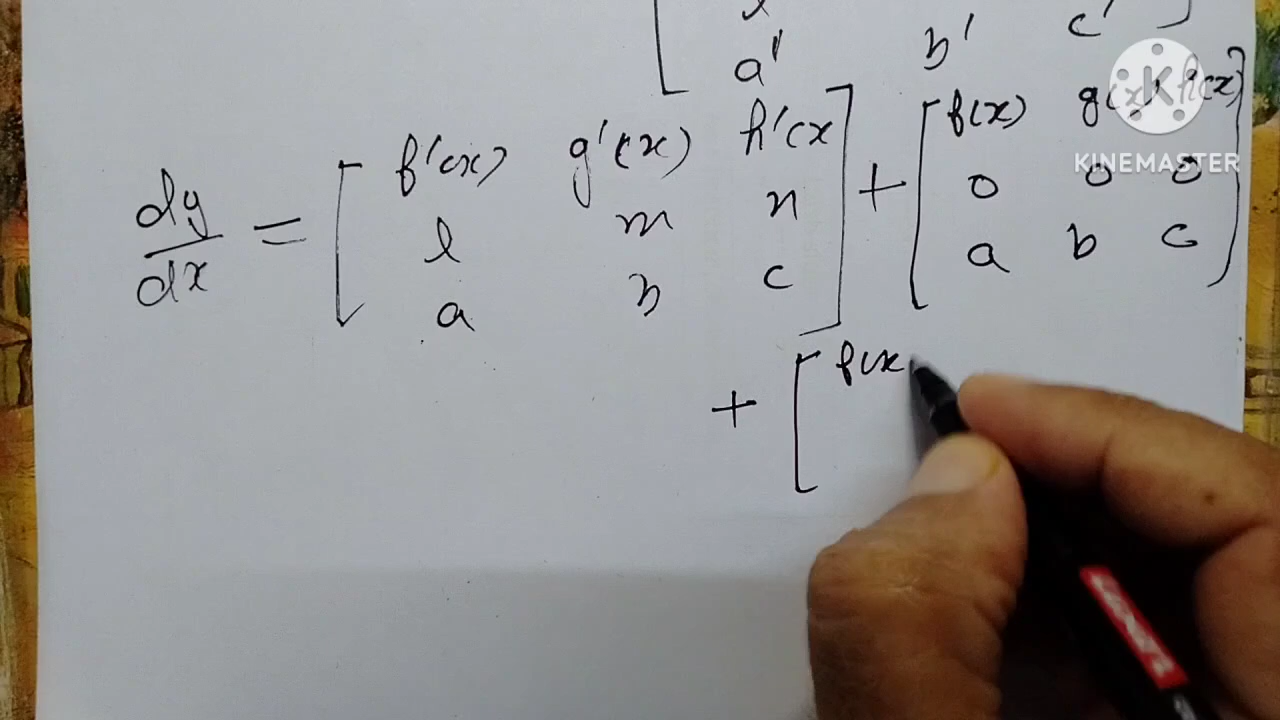 a' b' c'
dy/dx = [ f'(x) g'(x) h'(x ] + [ f(x) g(x) h(x) ]
l m n 0 0 0
a b c a b c
+ [ f(x
KINEMASTER